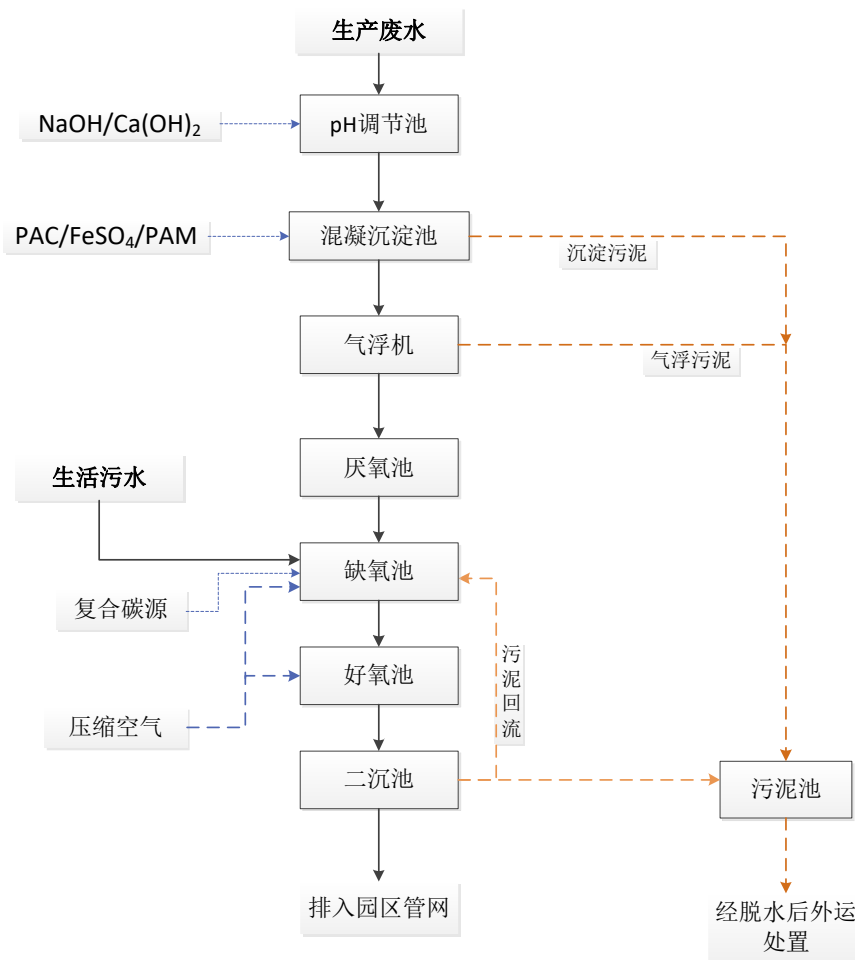 生产废水
NaOH/Ca(OH)₂
pH调节池
PAC/FeSO₄/PAM
混凝沉淀池
沉淀污泥
气浮机
气浮污泥
厌氧池
生活污水
缺氧池
复合碳源
污泥回流
好氧池
压缩空气
二沉池
污泥池
排入园区管网
经脱水后外运
处置